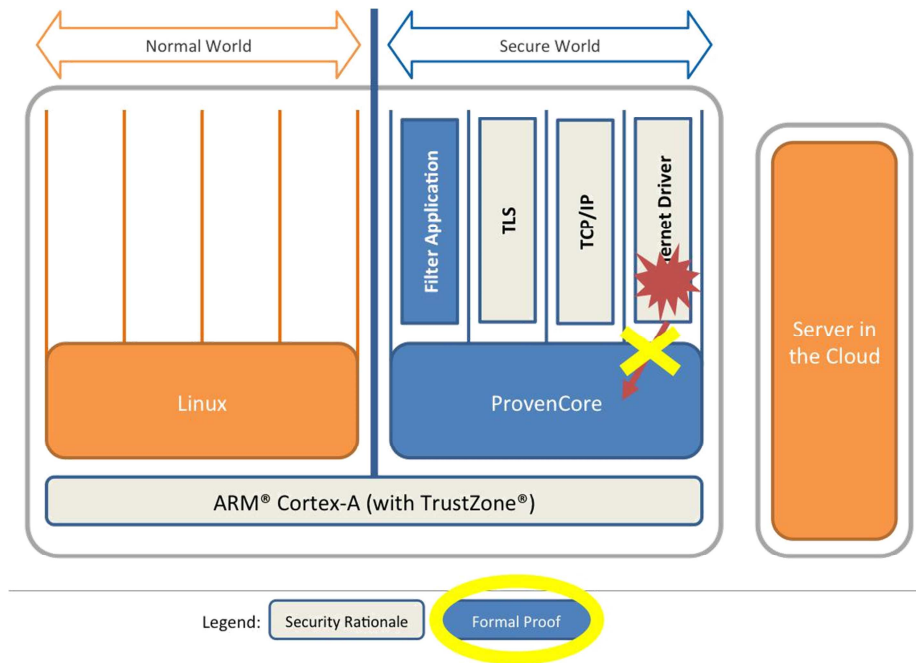 Normal World
Secure World
Filter Application
TLS
TCP/IP
ernet Driver
Linux
ProvenCore
Server in
the Cloud
ARM® Cortex-A (with TrustZone®)
Legend:
Security Rationale
Formal Proof